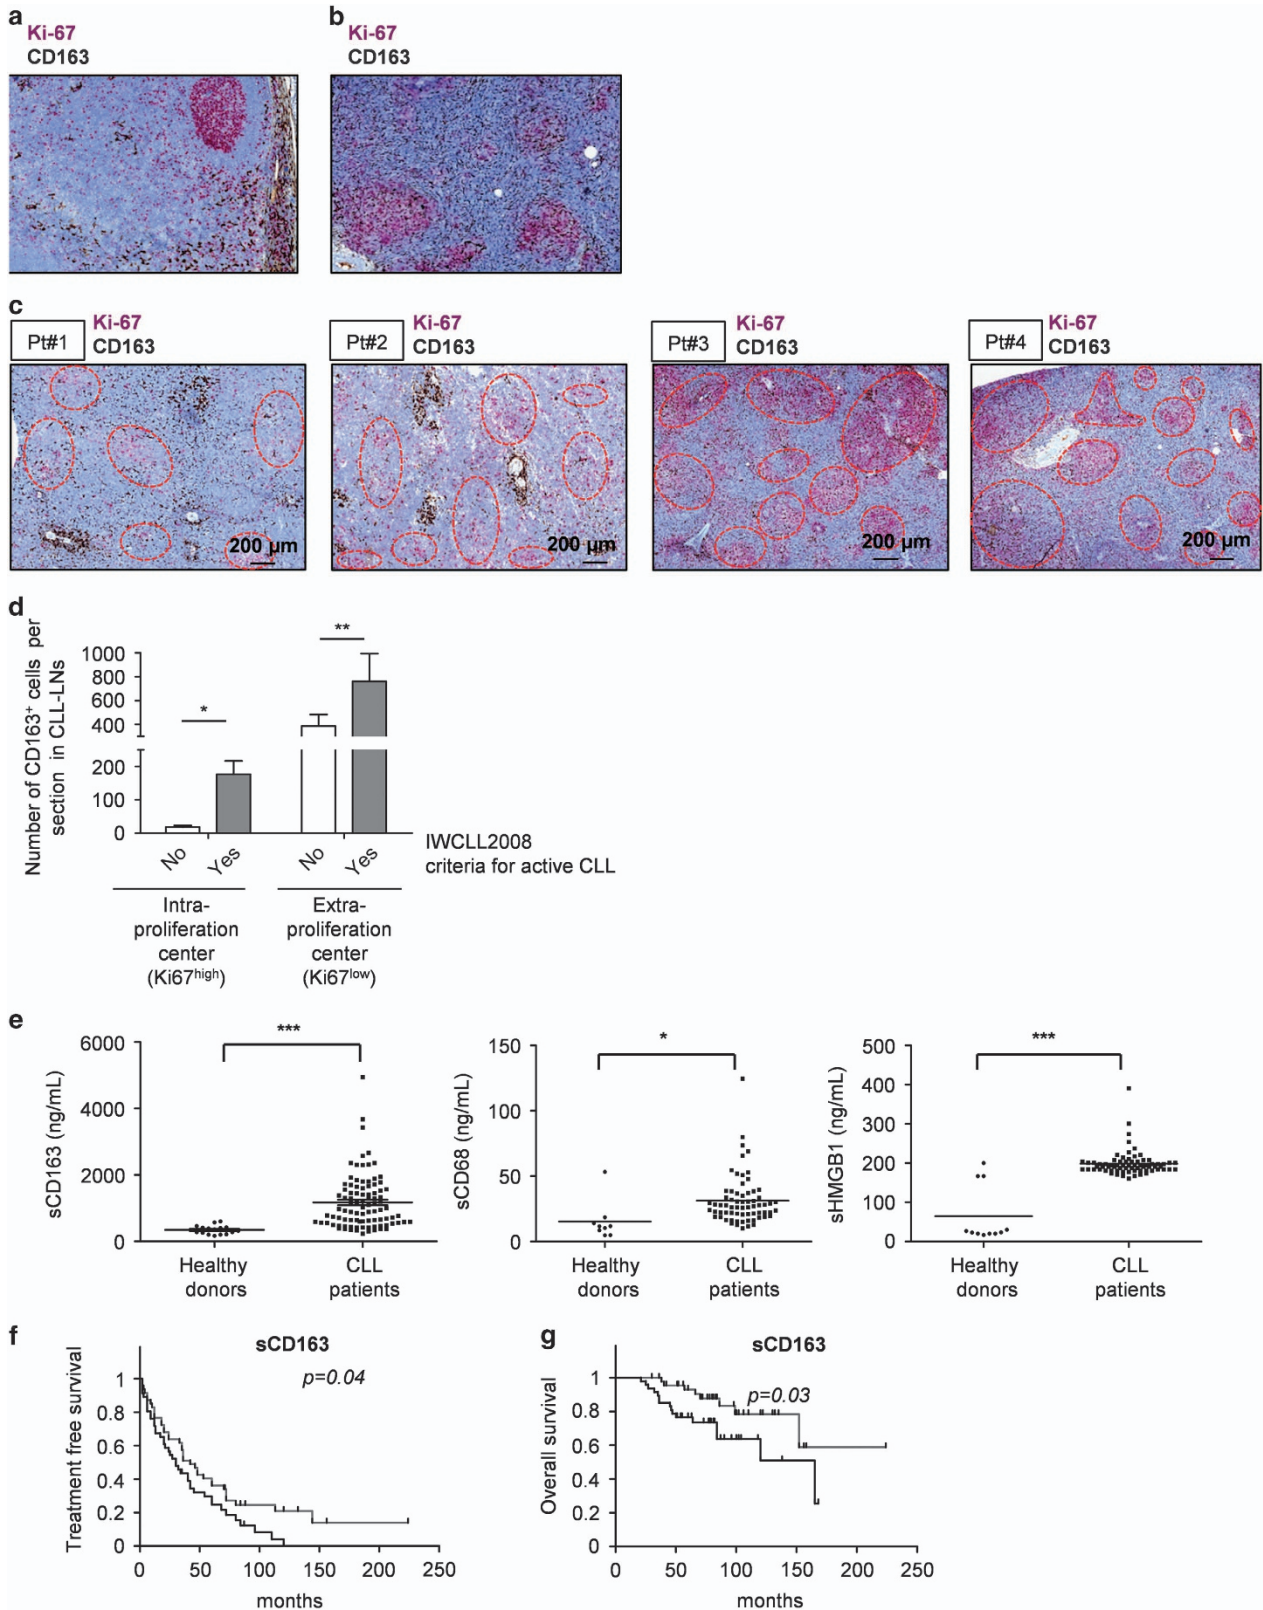 a
Ki-67
CD163
b
Ki-67
CD163
c
Pt#1
Ki-67
CD163
200 µm
Pt#2
Ki-67
CD163
200 µm
Pt#3
Ki-67
CD163
200 µm
Pt#4
Ki-67
CD163
200 µm
d
Number of CD163⁺ cells per
section in CLL-LNs
1000
800
600
400
200
100
0
*
**
No
Yes
No
Yes
IWCLL2008
criteria for active CLL
Intra-
proliferation
center
(Ki67ʰⁱᵍʰ)
Extra-
proliferation
center
(Ki67ˡᵒʷ)
e
sCD163 (ng/mL)
6000
4000
2000
0
***
Healthy
donors
CLL
patients
sCD68 (ng/mL)
150
100
50
0
*
Healthy
donors
CLL
patients
sHMGB1 (ng/mL)
500
400
300
200
100
0
***
Healthy
donors
CLL
patients
f
sCD163
p=0.04
Treatment free survival
1
0.8
0.6
0.4
0.2
0
0 50 100 150 200 250
months
g
sCD163
p=0.03
Overall survival
1
0.8
0.6
0.4
0.2
0
0 50 100 150 200 250
months